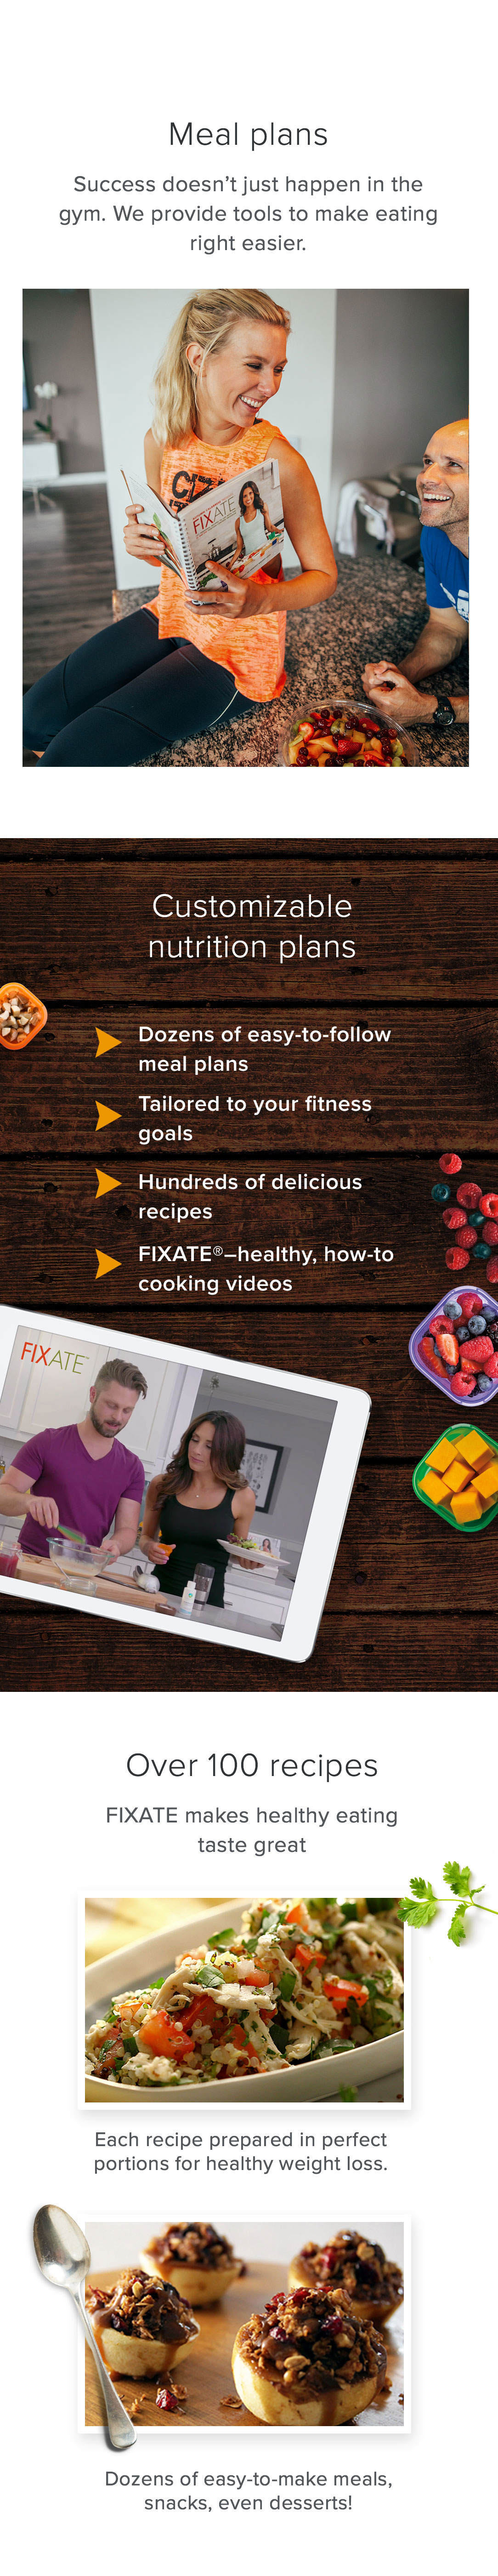 Meal plans
Success doesn’t just happen in the
gym. We provide tools to make eating
right easier.
FIXATE
Customizable
nutrition plans
Dozens of easy-to-follow
meal plans
Tailored to your fitness
goals
Hundreds of delicious
recipes
FIXATE®–healthy, how-to
cooking videos
FIXATE™
Over 100 recipes
FIXATE makes healthy eating
taste great
Each recipe prepared in perfect
portions for healthy weight loss.
Dozens of easy-to-make meals,
snacks, even desserts!